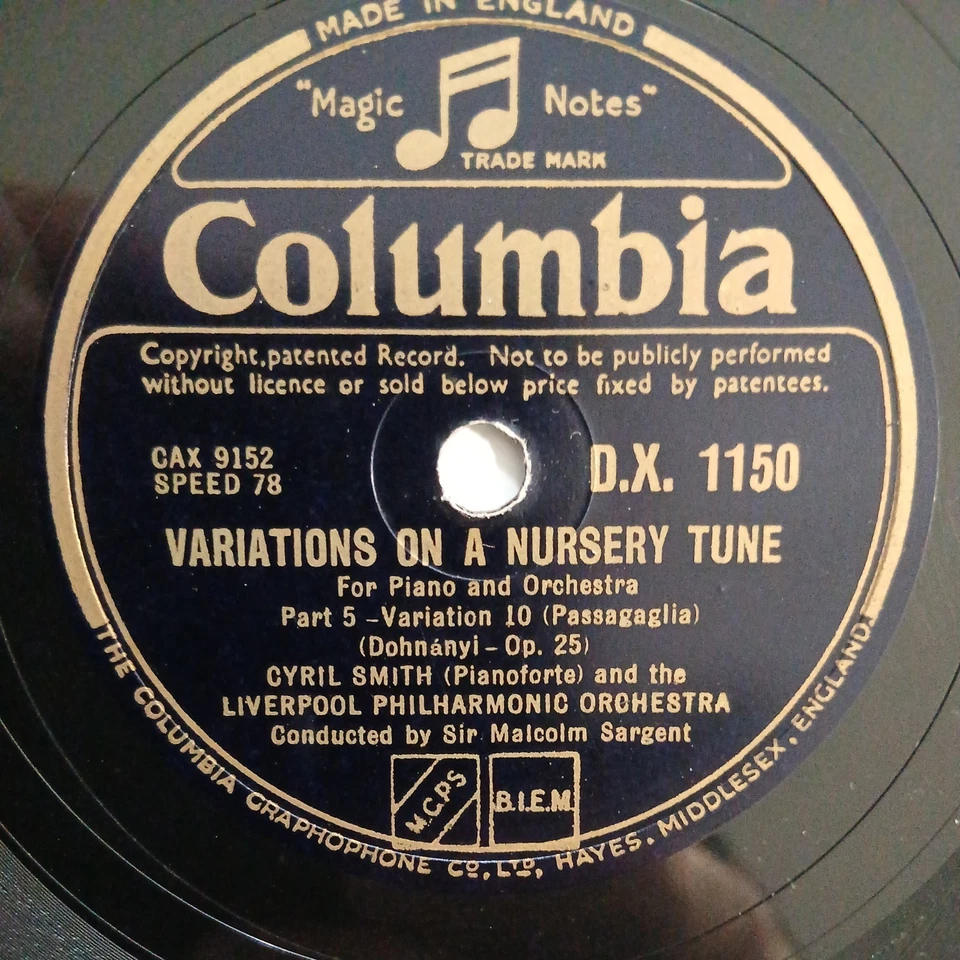 MADE IN ENGLAND
"Magic Notes"
TRADE MARK
Columbia
Copyright, patented Record. Not to be publicly performed
without licence or sold below price fixed by patentees.
CAX 9152
SPEED 78
D.X. 1150
VARIATIONS ON A NURSERY TUNE
For Piano and Orchestra
Part 5 - Variation 10 (Passagaglia)
(Dohnányi - Op. 25)
CYRIL SMITH (Pianoforte) and the
LIVERPOOL PHILHARMONIC ORCHESTRA
Conducted by Sir Malcolm Sargent
M.C.P.S
B.I.E.M.
THE COLUMBIA GRAPHOPHONE CO., LTD., HAYES, MIDDLESEX, ENGLAND.